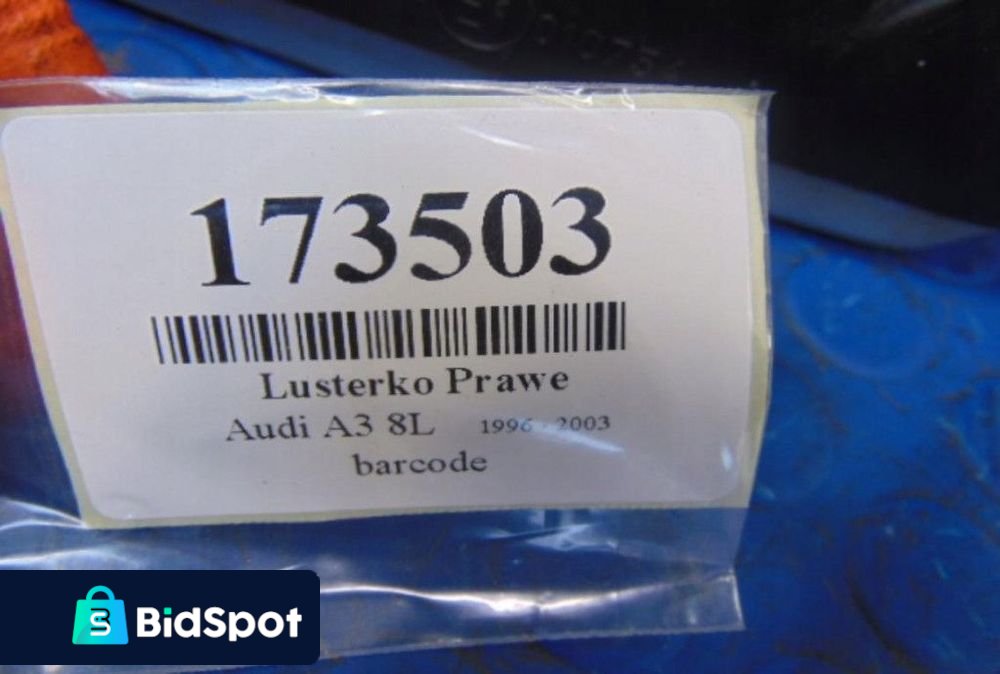 173503
Lusterko Prawe
Audi A3 8L 1996 - 2003
barcode
BidSpot